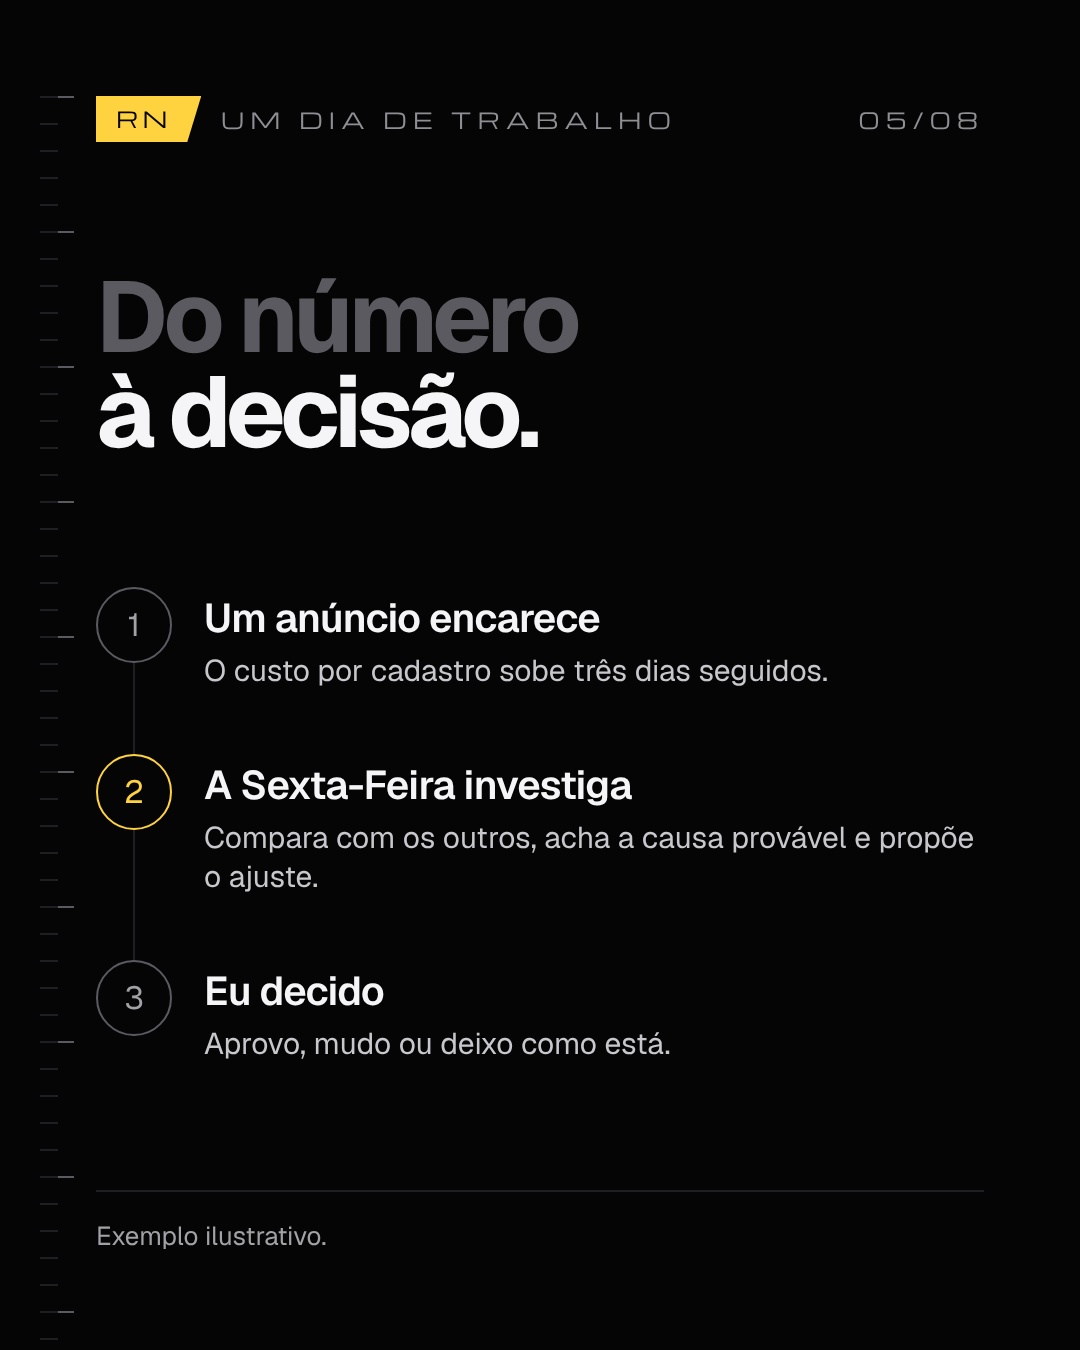 RN UM DIA DE TRABALHO 05/08
Do número
à decisão.
1 Um anúncio encarece
O custo por cadastro sobe três dias seguidos.
2 A Sexta-Feira investiga
Compara com os outros, acha a causa provável e propõe
o ajuste.
3 Eu decido
Aprovo, mudo ou deixo como está.
Exemplo ilustrativo.